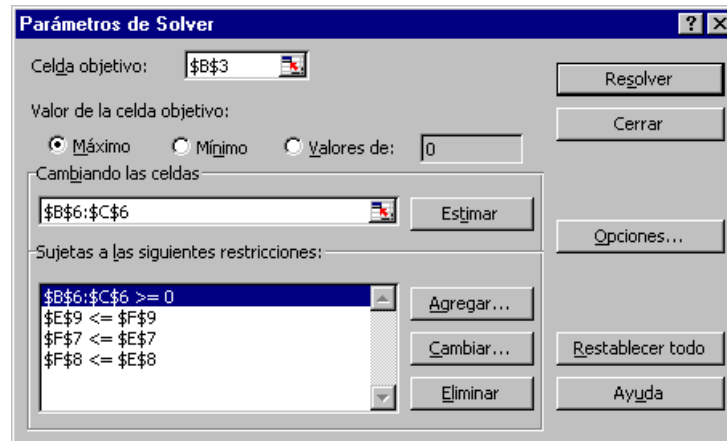 Parámetros de Solver
Celda objetivo: $B$3
Resolver
Valor de la celda objetivo:
Cerrar
Máximo Mínimo Valores de: 0
Cambiando las celdas
$B$6:$C$6 Estimar
Opciones...
Sujetas a las siguientes restricciones:
$B$6:$C$6 >= 0
$E$9 <= $F$9
$F$7 <= $E$7
$F$8 <= $E$8
Agregar...
Cambiar...
Restablecer todo
Eliminar
Ayuda